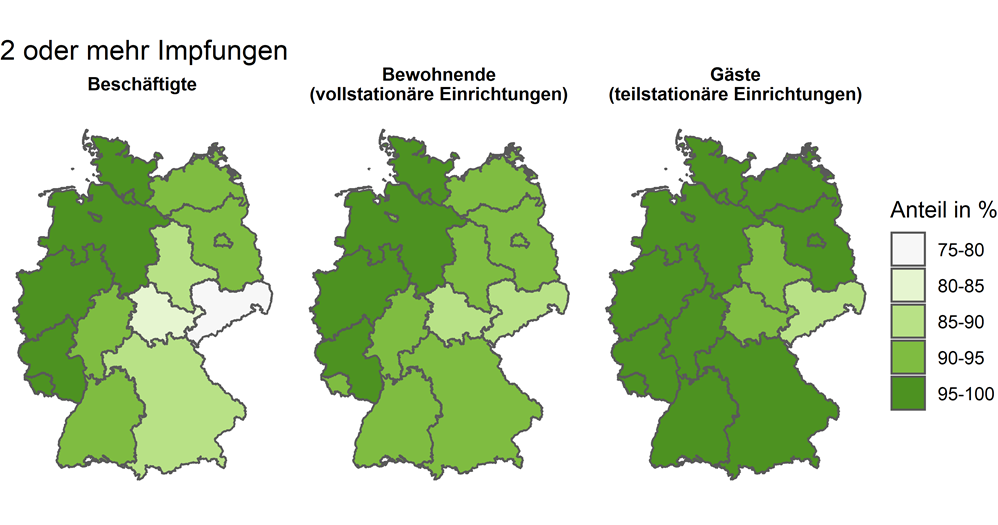 2 oder mehr Impfungen
Beschäftigte
Bewohnende
(vollstationäre Einrichtungen)
Gäste
(teilstationäre Einrichtungen)
Anteil in %
75-80
80-85
85-90
90-95
95-100